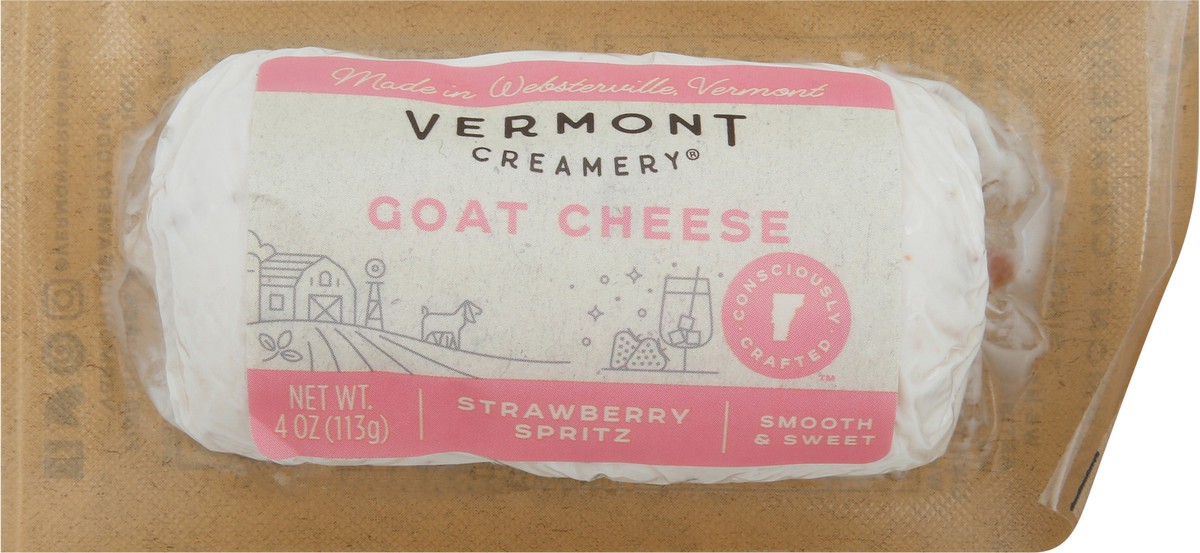 Made in Websterville, Vermont
VERMONT
CREAMERY®
GOAT CHEESE
CONSCIOUSLY
CRAFTED
TM
NET WT.
4 OZ (113g)
STRAWBERRY
SPRITZ
SMOOTH
& SWEET